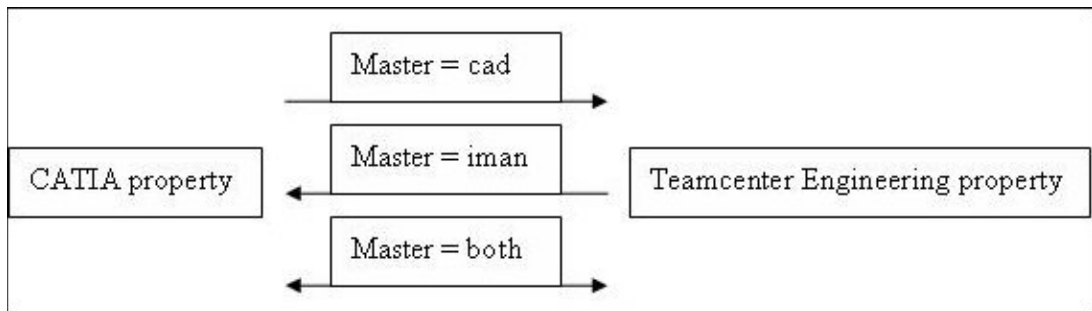 Master = cad
Master = iman
CATIA property
Teamcenter Engineering property
Master = both